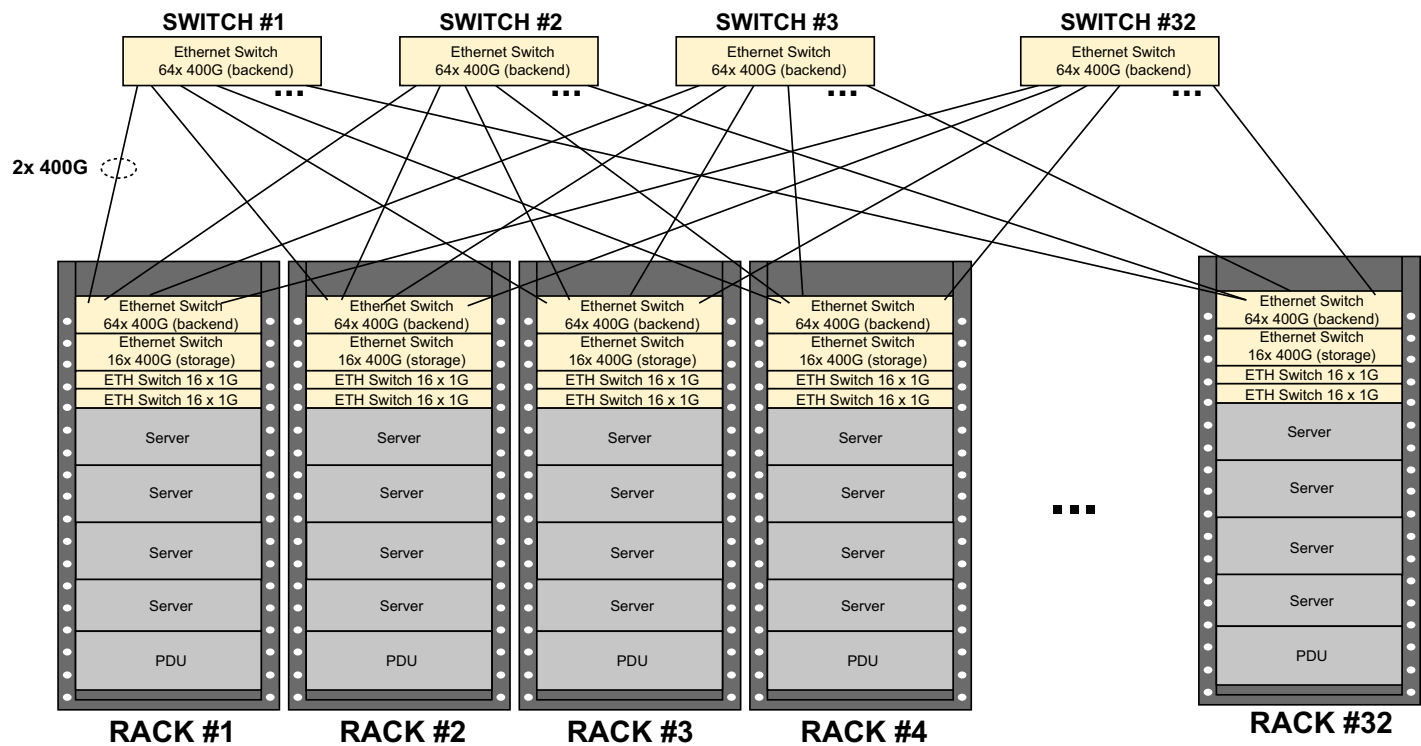 SWITCH #1
SWITCH #2
SWITCH #3
SWITCH #32
Ethernet Switch
64x 400G (backend)
Ethernet Switch
64x 400G (backend)
Ethernet Switch
64x 400G (backend)
Ethernet Switch
64x 400G (backend)
...
...
...
...
2x 400G
Ethernet Switch
64x 400G (backend)
Ethernet Switch
16x 400G (storage)
ETH Switch 16 x 1G
ETH Switch 16 x 1G
Server
Server
Server
Server
PDU
RACK #1
Ethernet Switch
64x 400G (backend)
Ethernet Switch
16x 400G (storage)
ETH Switch 16 x 1G
ETH Switch 16 x 1G
Server
Server
Server
Server
PDU
RACK #2
Ethernet Switch
64x 400G (backend)
Ethernet Switch
16x 400G (storage)
ETH Switch 16 x 1G
ETH Switch 16 x 1G
Server
Server
Server
Server
PDU
RACK #3
Ethernet Switch
64x 400G (backend)
Ethernet Switch
16x 400G (storage)
ETH Switch 16 x 1G
ETH Switch 16 x 1G
Server
Server
Server
Server
PDU
RACK #4
...
Ethernet Switch
64x 400G (backend)
Ethernet Switch
16x 400G (storage)
ETH Switch 16 x 1G
ETH Switch 16 x 1G
Server
Server
Server
Server
PDU
RACK #32